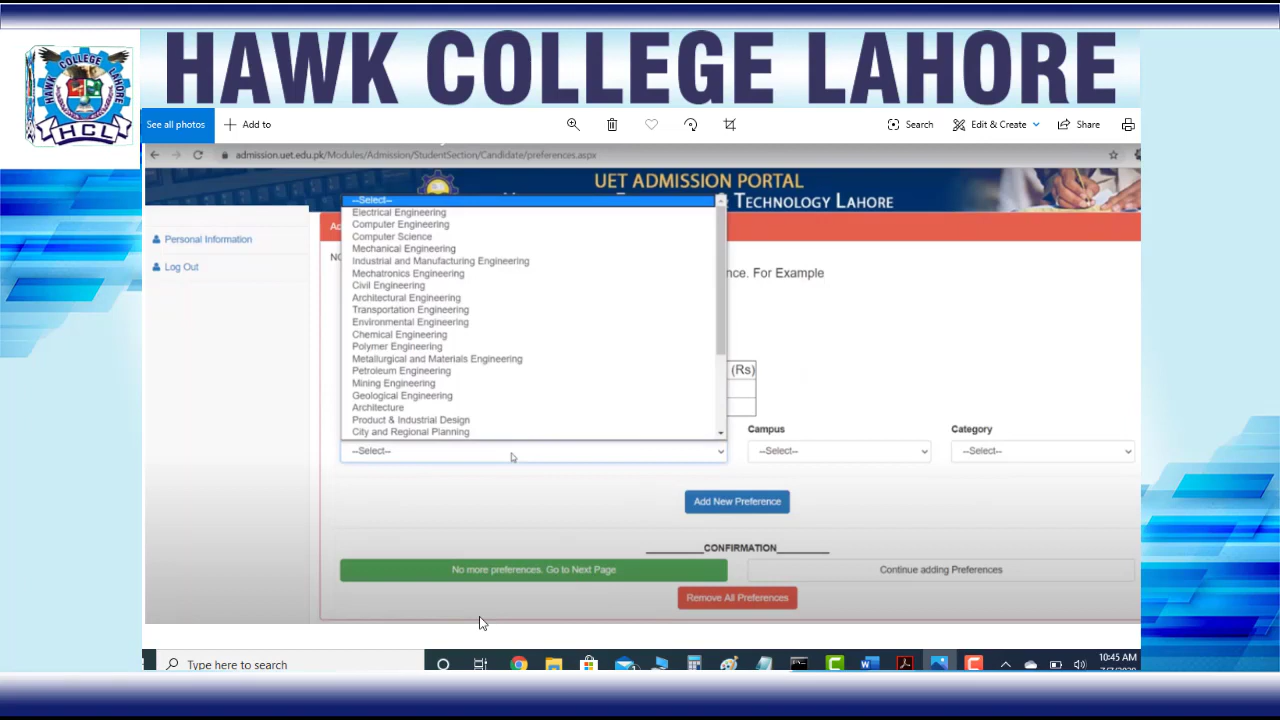 HAWK COLLEGE LAHORE
HAWK COLLEGE LAHORE
HCL
See all photos
Add to
Search
Edit & Create
Share
admission.uet.edu.pk/Modules/Admission/StudentSection/Candidate/preferences.aspx
UET ADMISSION PORTAL
& TECHNOLOGY LAHORE
Personal Information
Log Out
Ad
NO
nce. For Example
--Select--
Electrical Engineering
Computer Engineering
Computer Science
Mechanical Engineering
Industrial and Manufacturing Engineering
Mechatronics Engineering
Civil Engineering
Architectural Engineering
Transportation Engineering
Environmental Engineering
Chemical Engineering
Polymer Engineering
Metallurgical and Materials Engineering
Petroleum Engineering
Mining Engineering
Geological Engineering
Architecture
Product & Industrial Design
City and Regional Planning
(Rs)
Campus
Category
--Select--
--Select--
--Select--
Add New Preference
CONFIRMATION
No more preferences. Go to Next Page
Continue adding Preferences
Remove All Preferences
Type here to search
10:45 AM